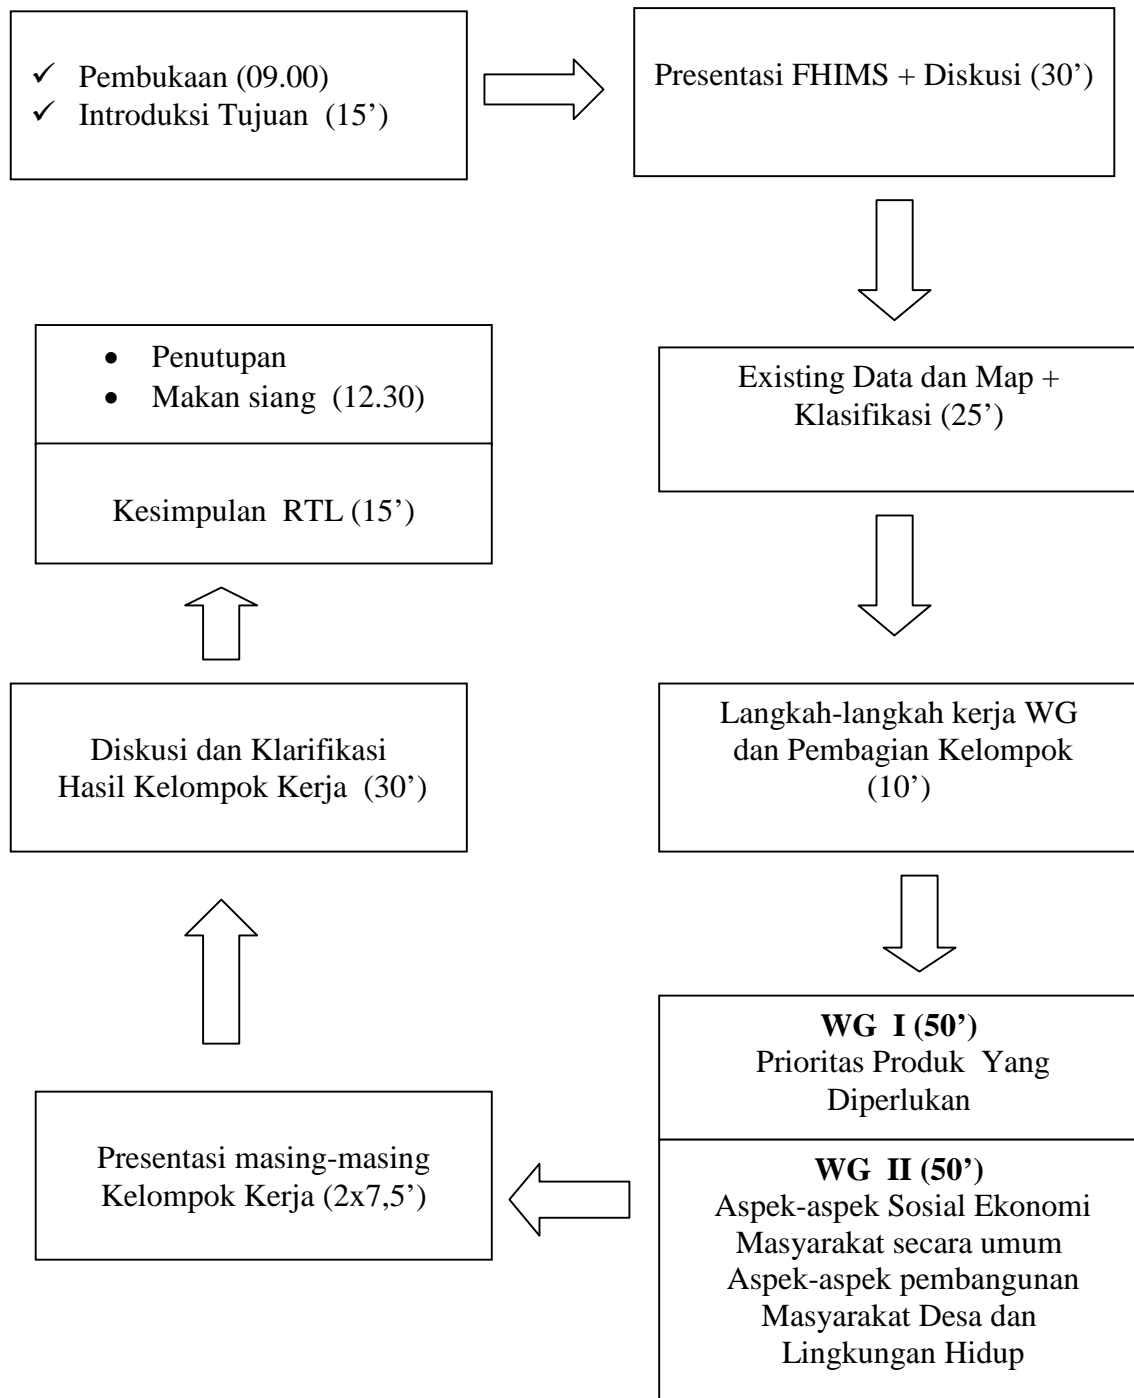 ✓ Pembukaan (09.00)
✓ Introduksi Tujuan (15’)
Presentasi FHIMS + Diskusi (30’)
Existing Data dan Map +
Klasifikasi (25’)
Langkah-langkah kerja WG
dan Pembagian Kelompok
(10’)
WG I (50’)
Prioritas Produk Yang
Diperlukan
WG II (50’)
Aspek-aspek Sosial Ekonomi
Masyarakat secara umum
Aspek-aspek pembangunan
Masyarakat Desa dan
Lingkungan Hidup
Presentasi masing-masing
Kelompok Kerja (2x7,5’)
Diskusi dan Klarifikasi
Hasil Kelompok Kerja (30’)
Kesimpulan RTL (15’)
• Penutupan
• Makan siang (12.30)